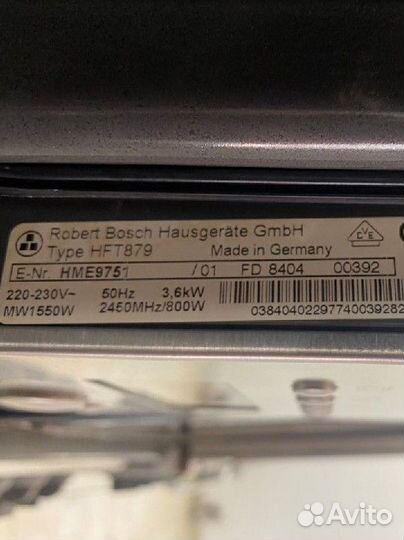 Robert Bosch Hausgeräte GmbH
Type HFT879 Made in Germany
E-Nr. HME9751 /01 FD 8404 00392
220-230V~ 50Hz 3,6kW
MW1550W 2450MHz/800W 03840402297740039282
Avito